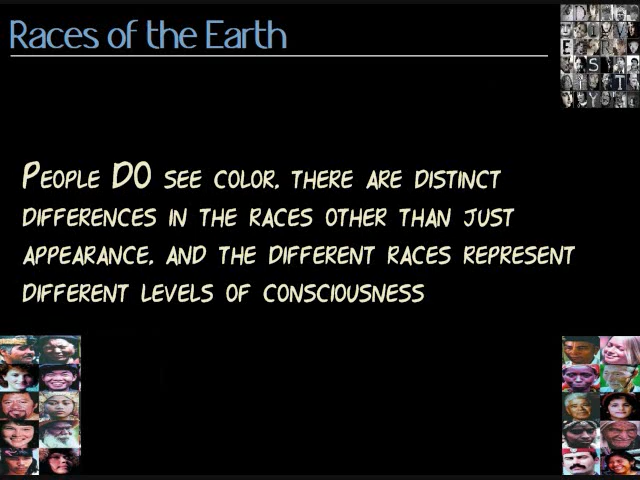 Races of the Earth
D I V
E R
S
I T
Y
People DO see color, there are distinct
differences in the races other than just
appearance, and the different races represent
different levels of consciousness